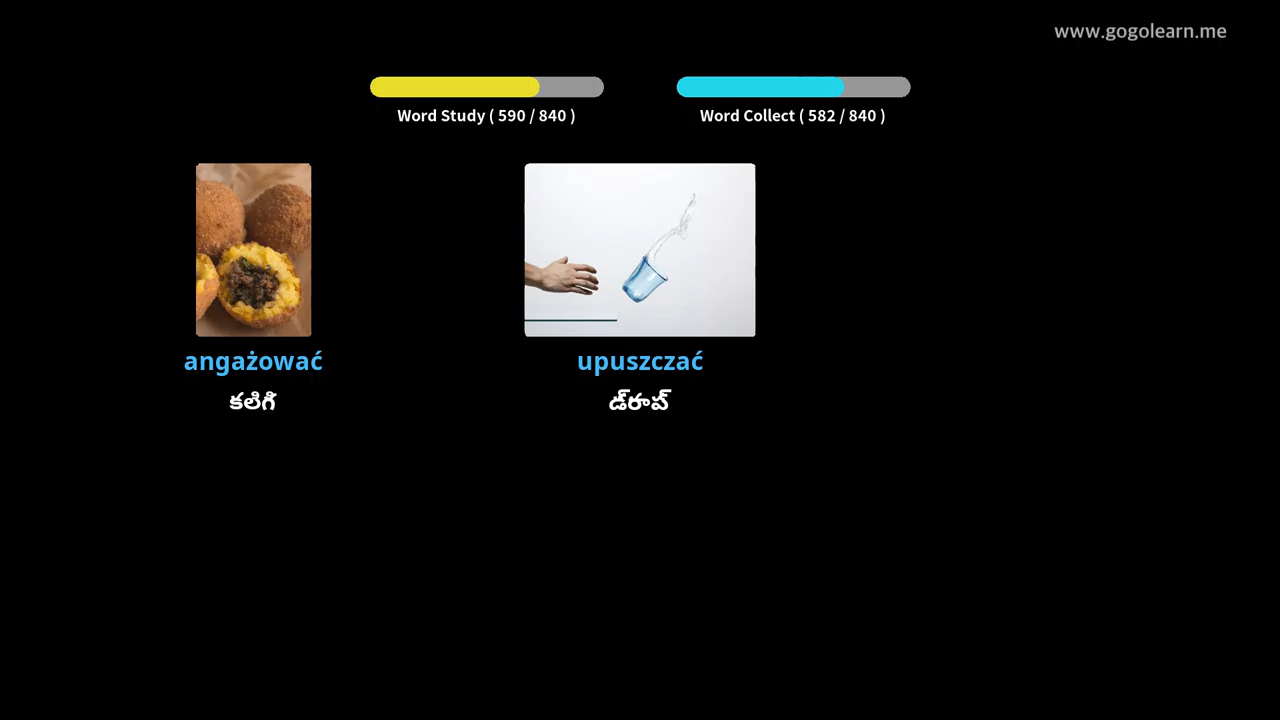 www.gogolearn.me
Word Study ( 590 / 840 )
Word Collect ( 582 / 840 )
angażować
కలిగి
upuszczać
డ్రాప్